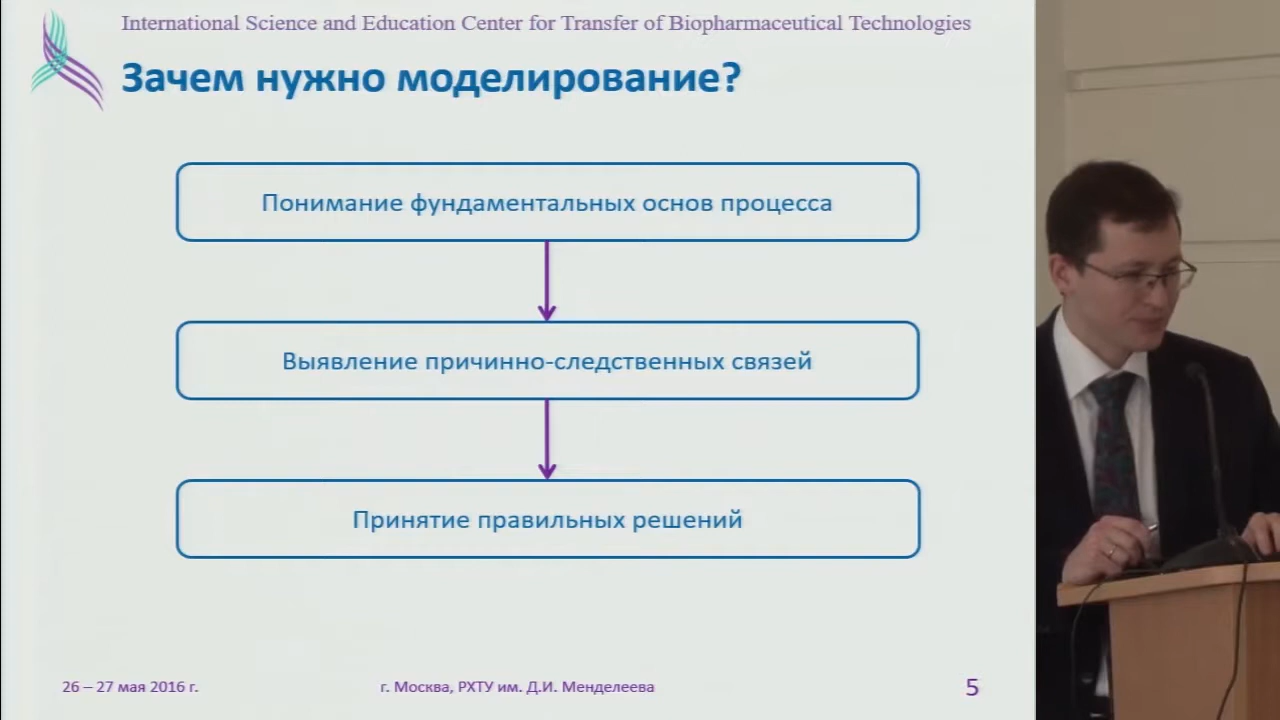 International Science and Education Center for Transfer of Biopharmaceutical Technologies
Зачем нужно моделирование?
Понимание фундаментальных основ процесса
Выявление причинно-следственных связей
Принятие правильных решений
26 – 27 мая 2016 г.
г. Москва, РХТУ им. Д.И. Менделеева
5